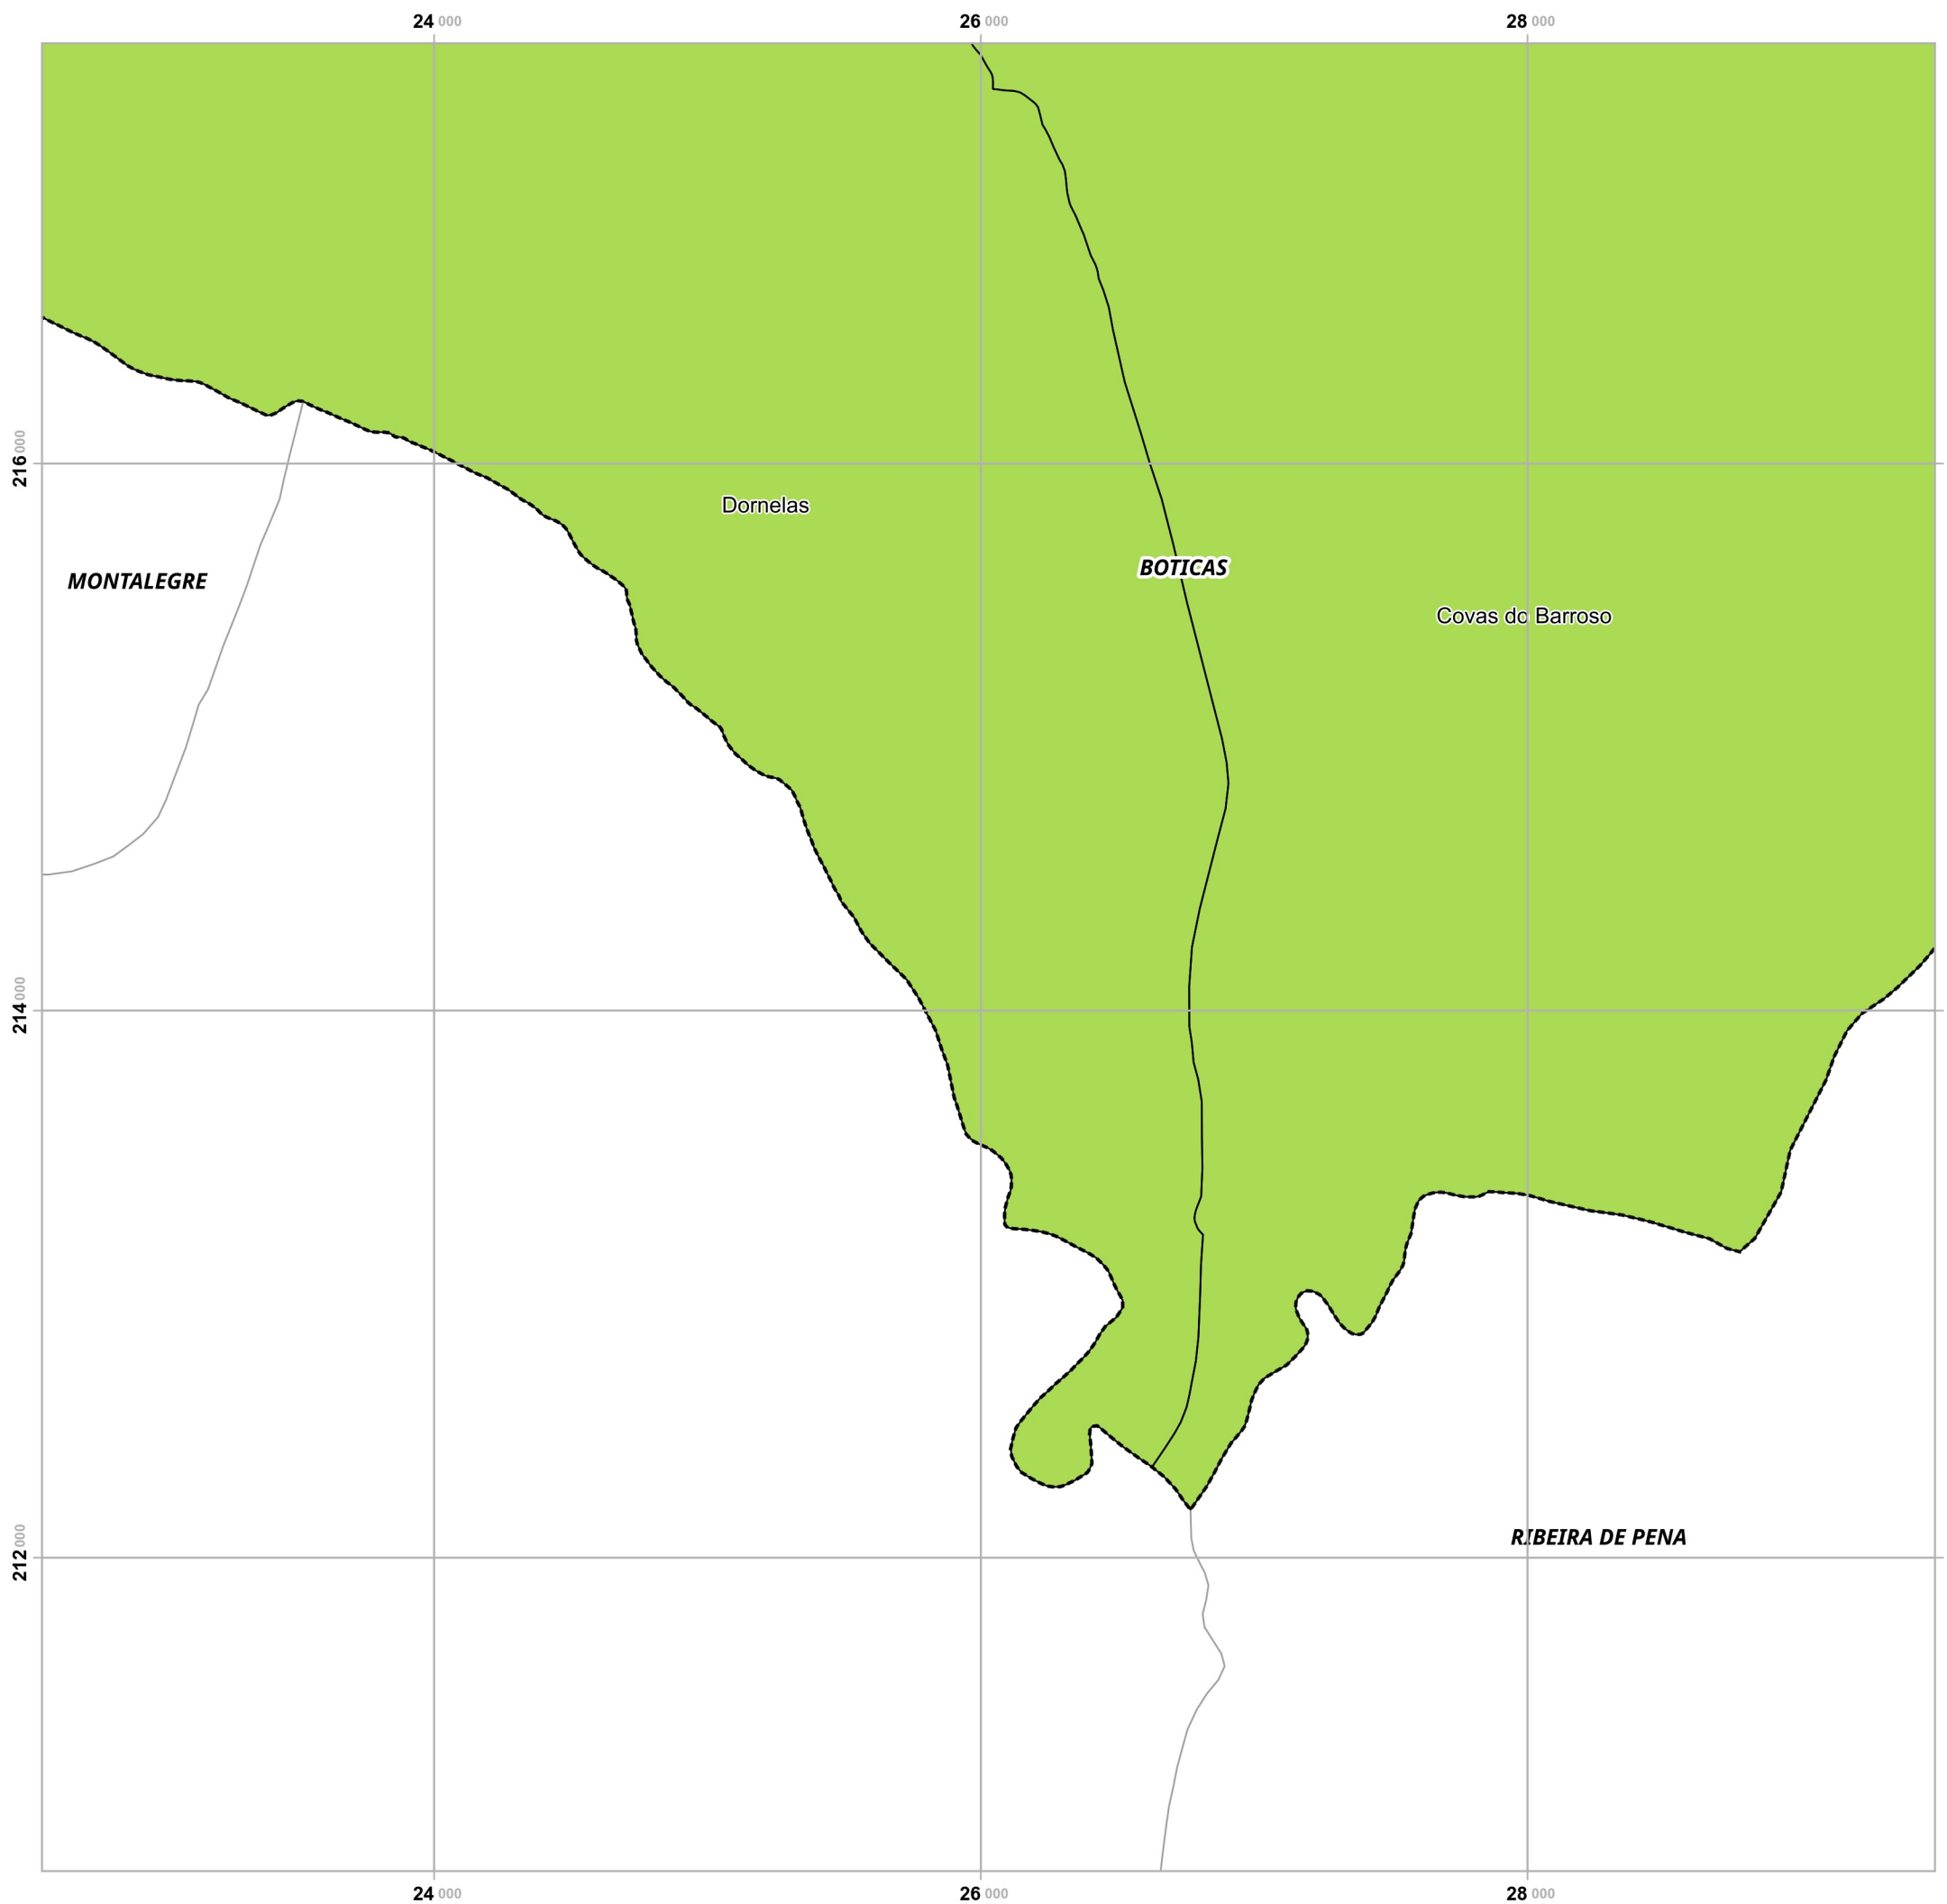 24 000 26 000 28 000
216 000
Dornelas
BOTICAS
MONTALEGRE
Covas do Barroso
214 000
RIBEIRA DE PENA
212 000
24 000 26 000 28 000